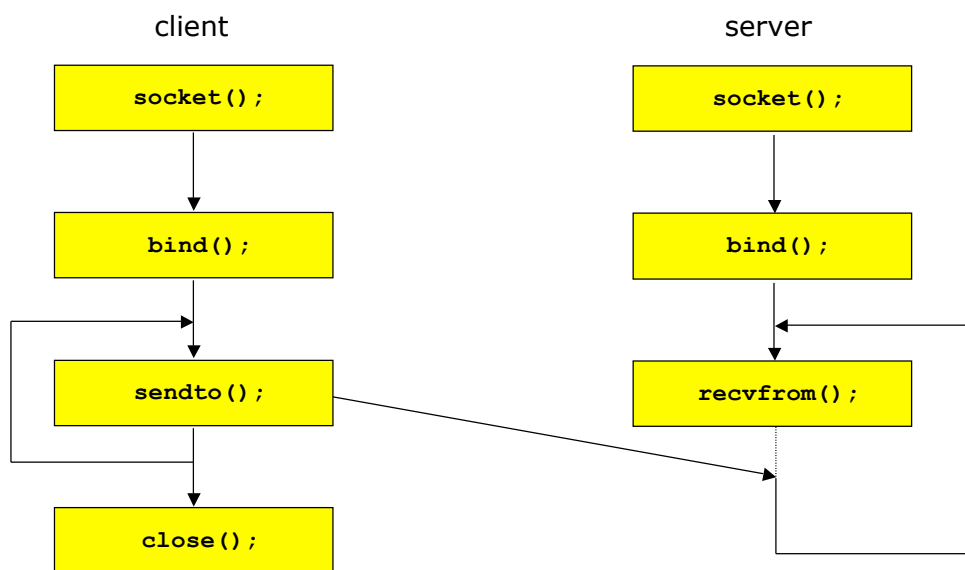 client
server
socket();
socket();
bind();
bind();
sendto();
recvfrom();
close();